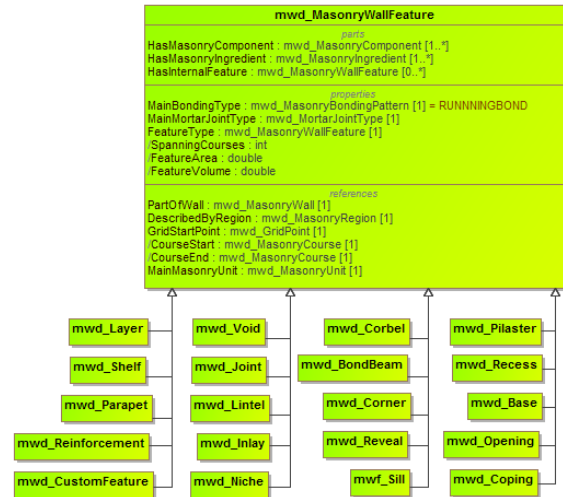 mwd_MasonryWallFeature
parts
HasMasonryComponent : mwd_MasonryComponent [1..*]
HasMasonryIngredient : mwd_MasonryIngredient [1..*]
HasInternalFeature : mwd_MasonryWallFeature [0..*]
properties
MainBondingType : mwd_MasonryBondingPattern [1] = RUNNNINGBOND
MainMortarJointType : mwd_MortarJointType [1]
FeatureType : mwd_MasonryWallFeature [1]
/SpanningCourses : int
/FeatureArea : double
/FeatureVolume : double
references
PartOfWall : mwd_MasonryWall [1]
DescribedByRegion : mwd_MasonryRegion [1]
GridStartPoint : mwd_GridPoint [1]
/CourseStart : mwd_MasonryCourse [1]
/CourseEnd : mwd_MasonryCourse [1]
MainMasonryUnit : mwd_MasonryUnit [1]
mwd_Layer mwd_Void mwd_Corbel mwd_Pilaster
mwd_Shelf mwd_Joint mwd_BondBeam mwd_Recess
mwd_Parapet mwd_Lintel mwd_Corner mwd_Base
mwd_Reinforcement mwd_Inlay mwd_Reveal mwd_Opening
mwd_CustomFeature mwd_Niche mwf_Sill mwd_Coping